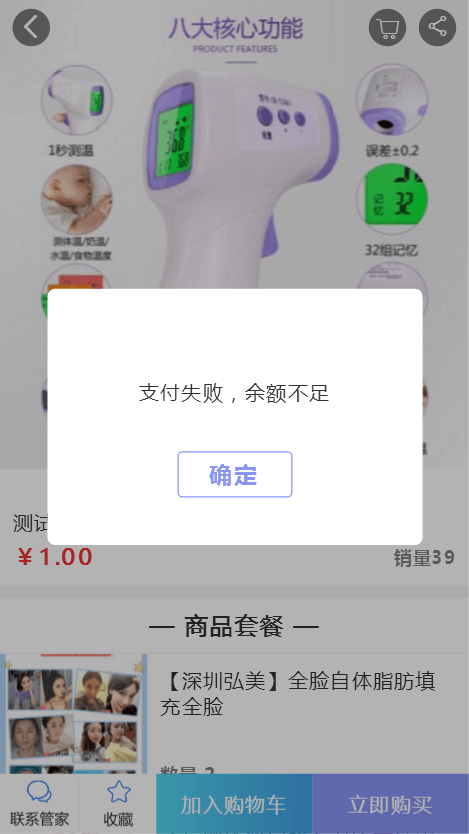 八大核心功能
PRODUCT FEATURES
1秒测温
误差±0.2
测体温/奶温/
水温/食物温度
记忆
32
32组记忆
支付失败，余额不足
确定
测试
￥1.00
销量39
— 商品套餐 —
【深圳弘美】全脸自体脂肪填
充全脸
数量 2
联系管家
收藏
加入购物车
立即购买